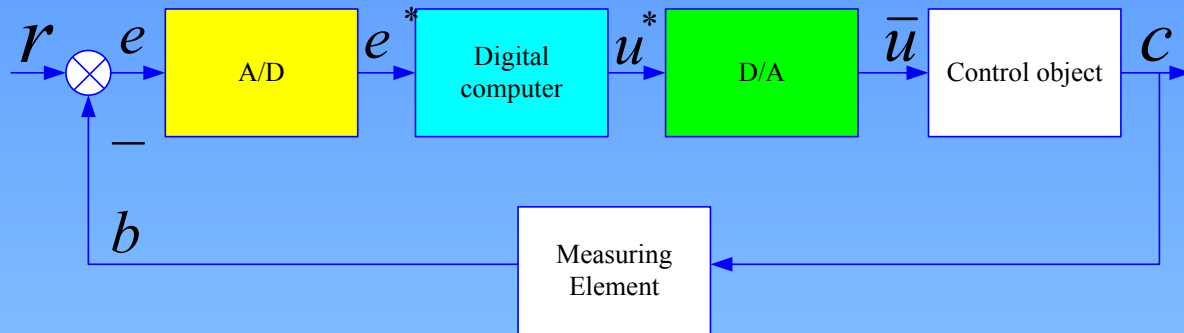 r
e
A/D
e*
Digital
computer
u*
D/A
ū
Control object
c
−
b
Measuring
Element